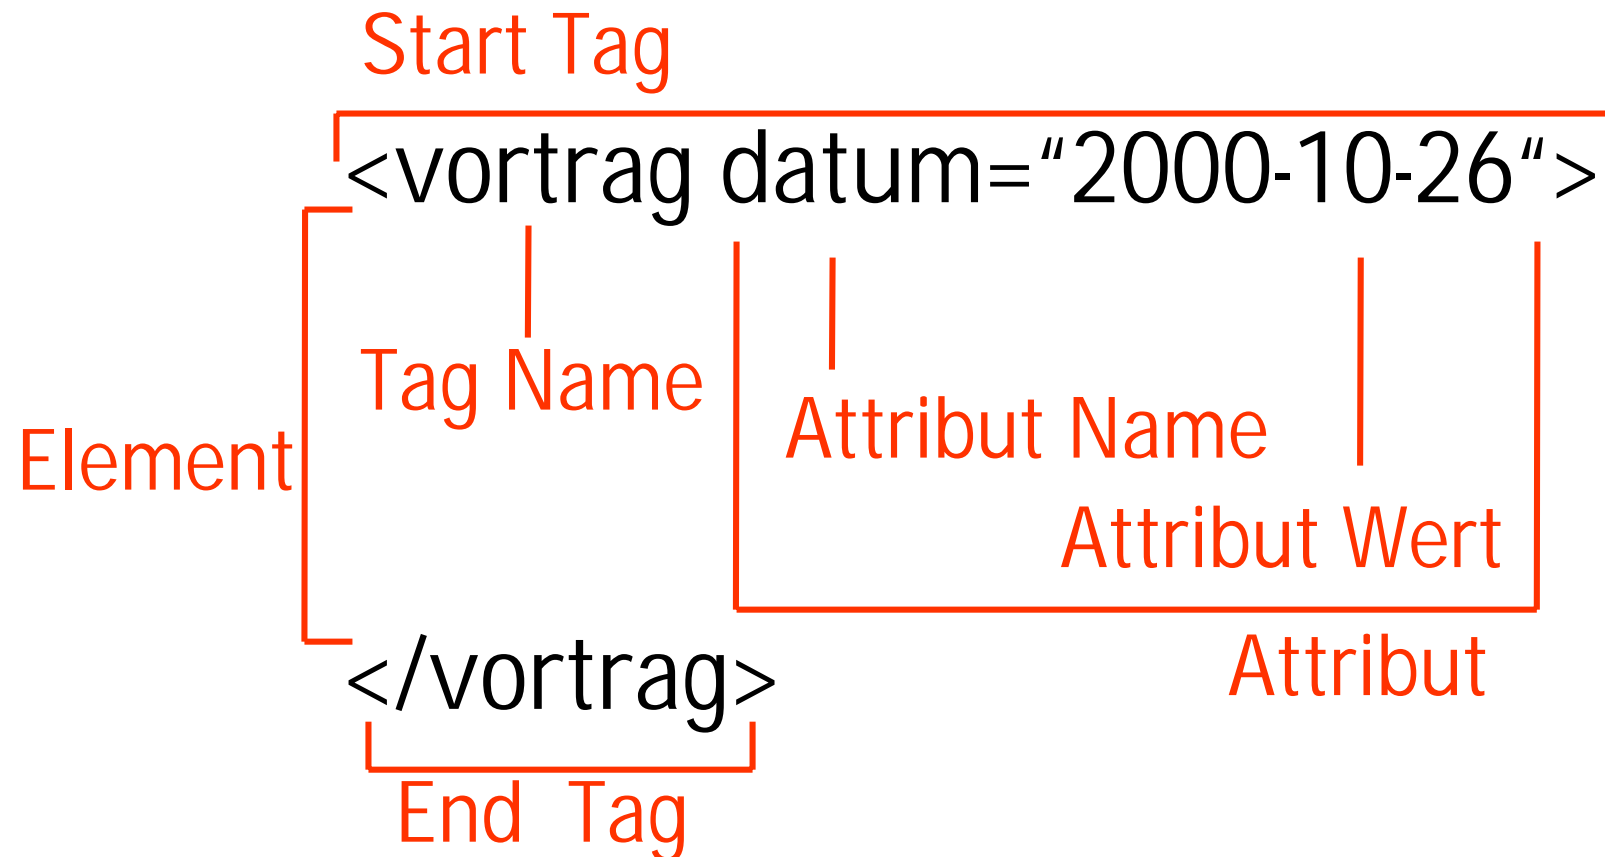 Start Tag
<vortrag datum=“2000-10-26“>
Tag Name
Attribut Name
Element
Attribut Wert
Attribut
</vortrag>
End Tag